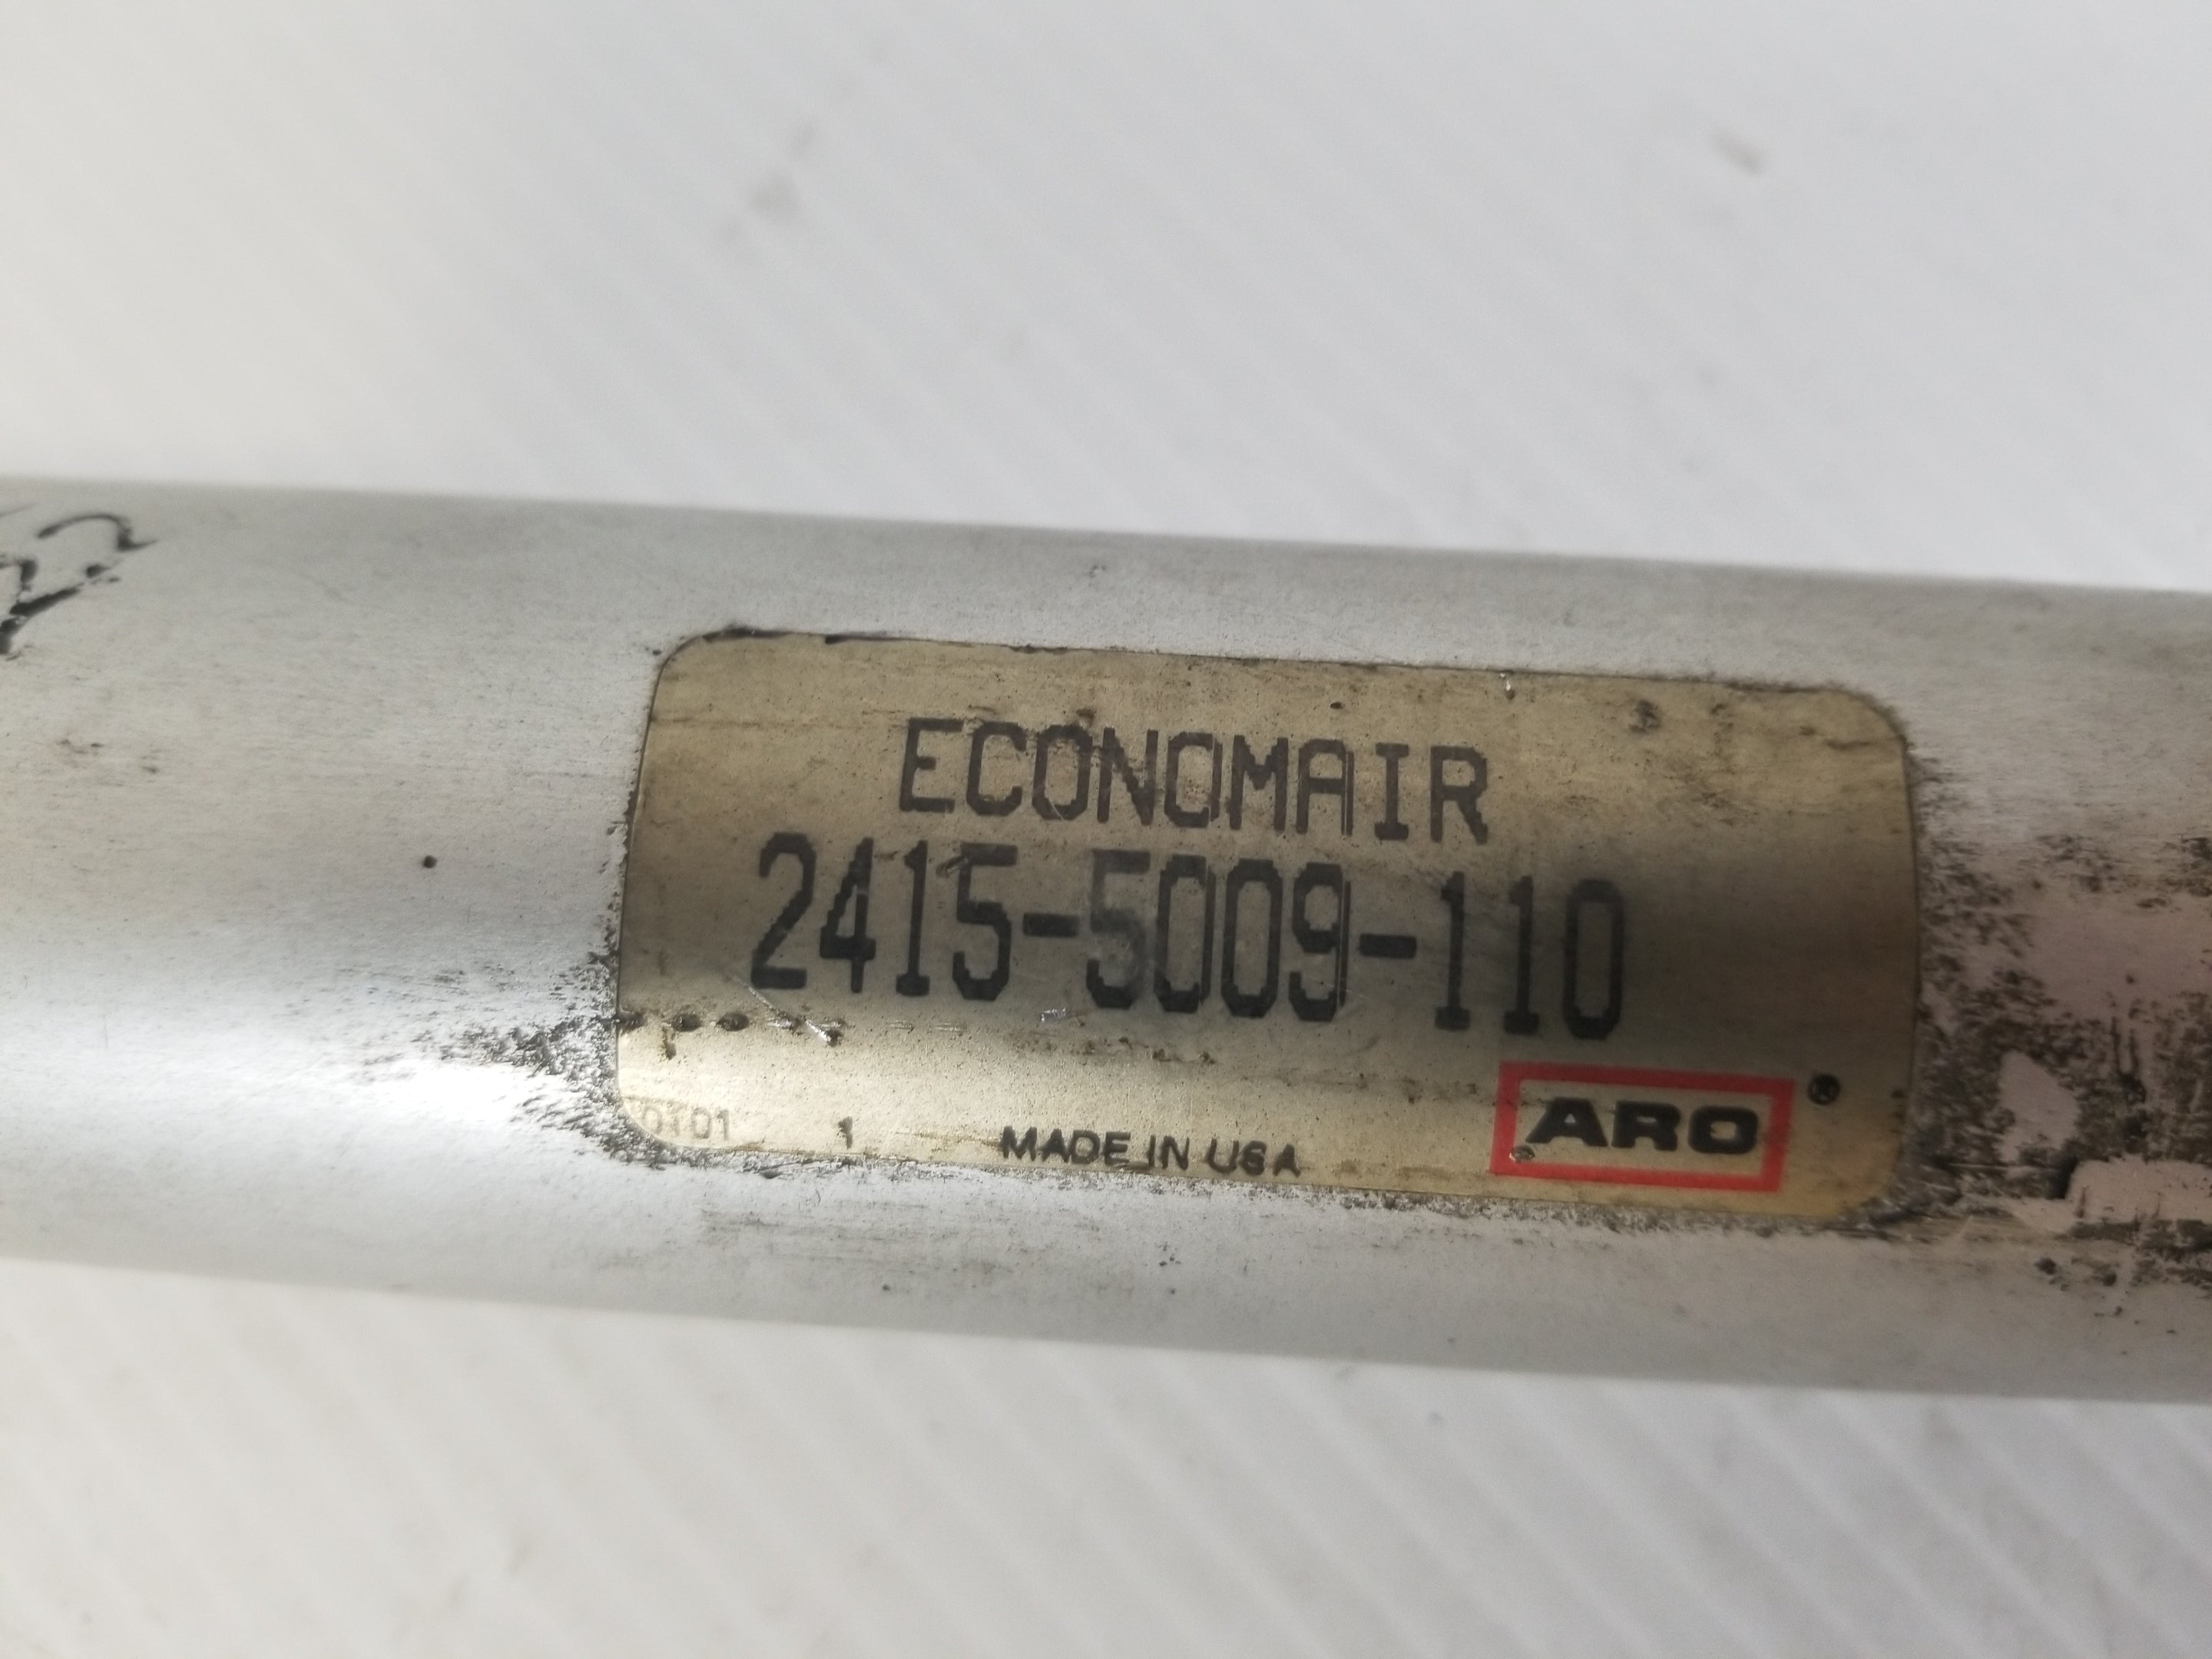 ECONOMAIR
2415-5009-110
ARO®
MADE IN USA